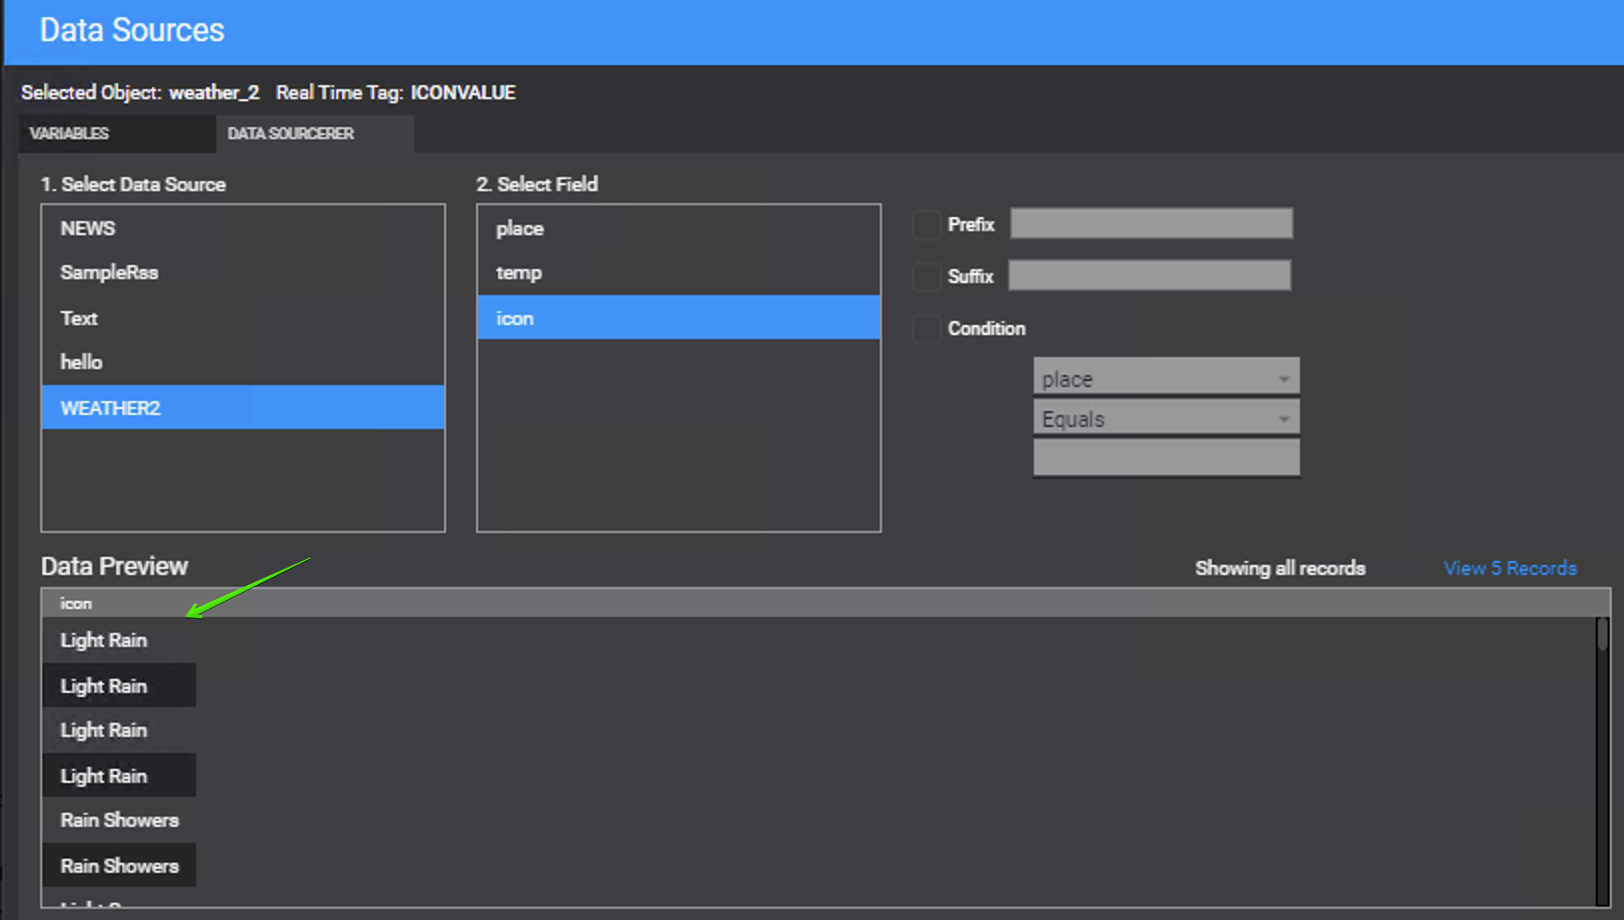 Data Sources
Selected Object: weather_2 Real Time Tag: ICONVALUE
VARIABLES
DATA SOURCERER
1. Select Data Source
NEWS
SampleRss
Text
hello
WEATHER2
2. Select Field
place
temp
icon
Prefix
Suffix
Condition
place
Equals
Data Preview
Showing all records
View 5 Records
icon
Light Rain
Light Rain
Light Rain
Light Rain
Rain Showers
Rain Showers